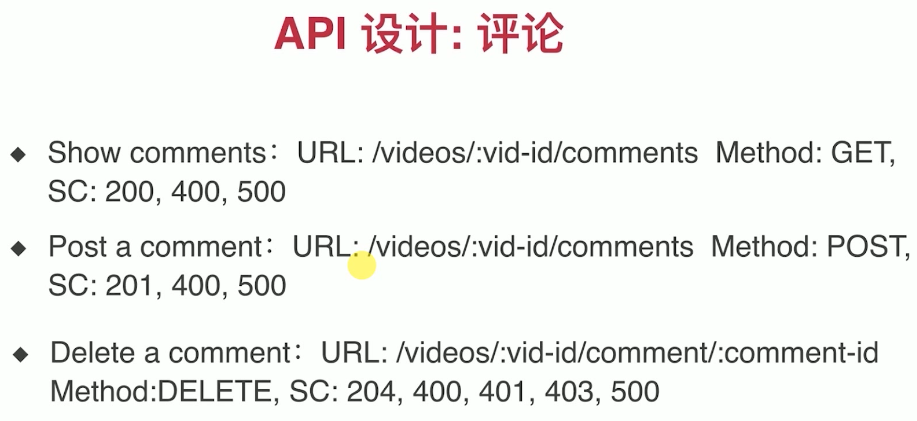 API 设计: 评论
◆ Show comments：URL: /videos/:vid-id/comments Method: GET,
SC: 200, 400, 500
◆ Post a comment：URL: /videos/:vid-id/comments Method: POST,
SC: 201, 400, 500
◆ Delete a comment：URL: /videos/:vid-id/comment/:comment-id
Method:DELETE, SC: 204, 400, 401, 403, 500